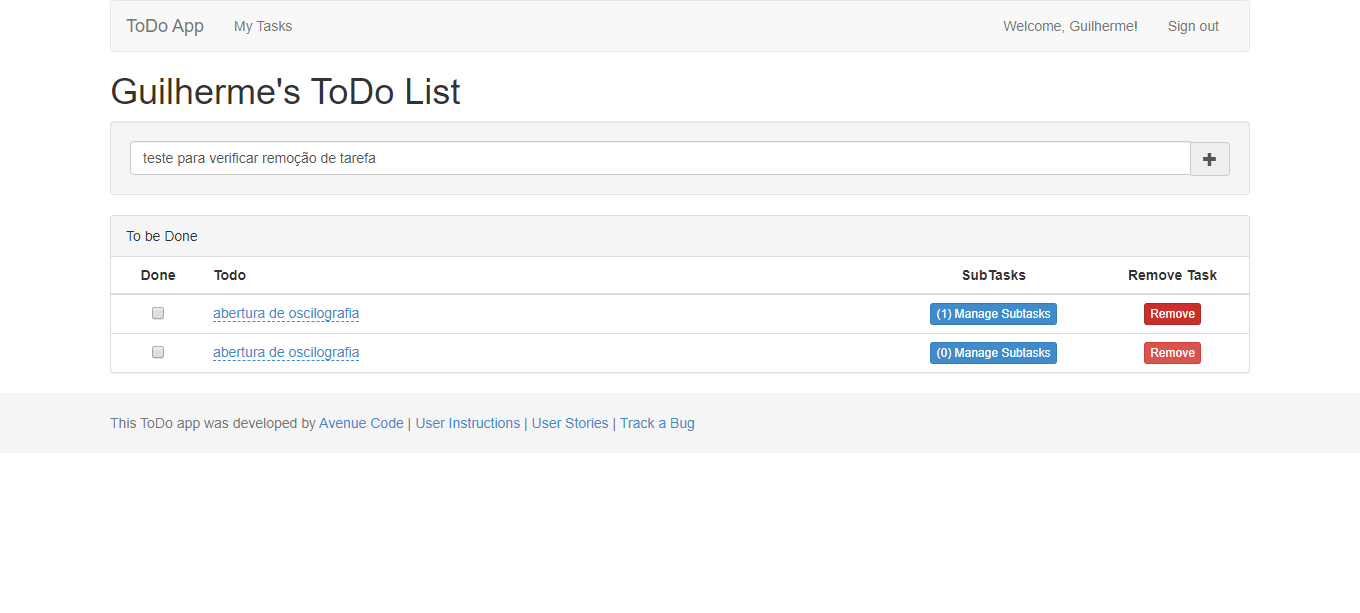 ToDo App My Tasks Welcome, Guilherme! Sign out
Guilherme's ToDo List
teste para verificar remoção de tarefa
To be Done
Done Todo SubTasks Remove Task
abertura de oscilografia (1) Manage Subtasks Remove
abertura de oscilografia (0) Manage Subtasks Remove
This ToDo app was developed by Avenue Code | User Instructions | User Stories | Track a Bug